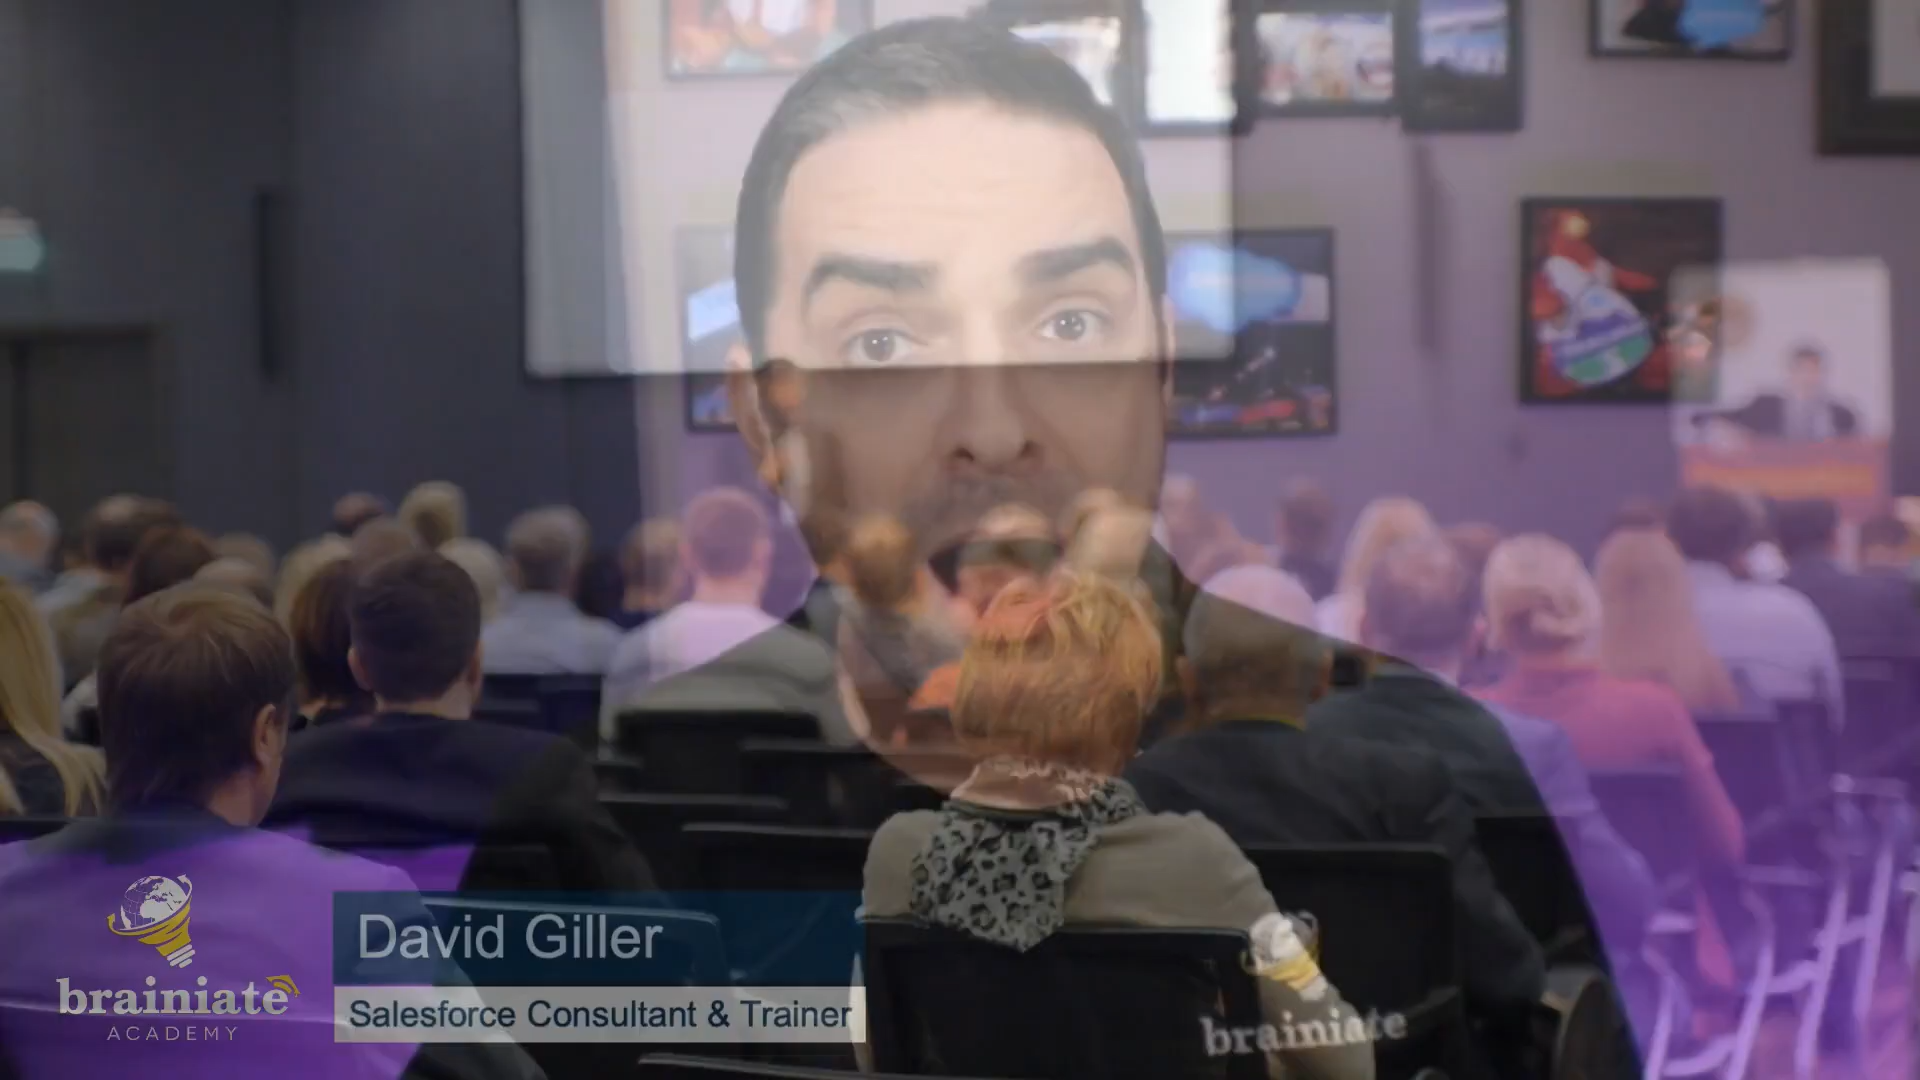 David Giller
Salesforce Consultant & Trainer
brainiate
ACADEMY
brainiate